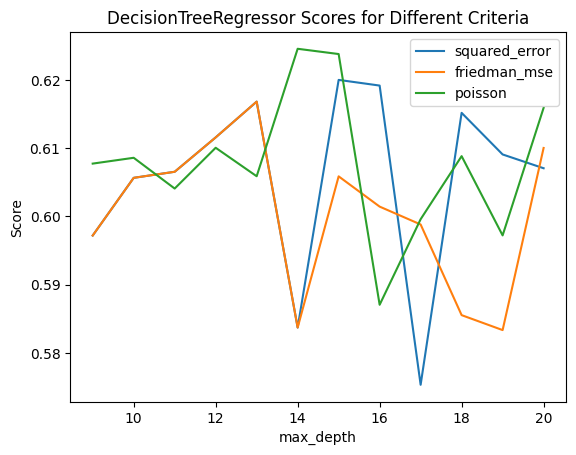 DecisionTreeRegressor Scores for Different Criteria
squared_error
friedman_mse
poisson
0.62
0.61
0.60
0.59
0.58
Score
10
12
14
16
18
20
max_depth